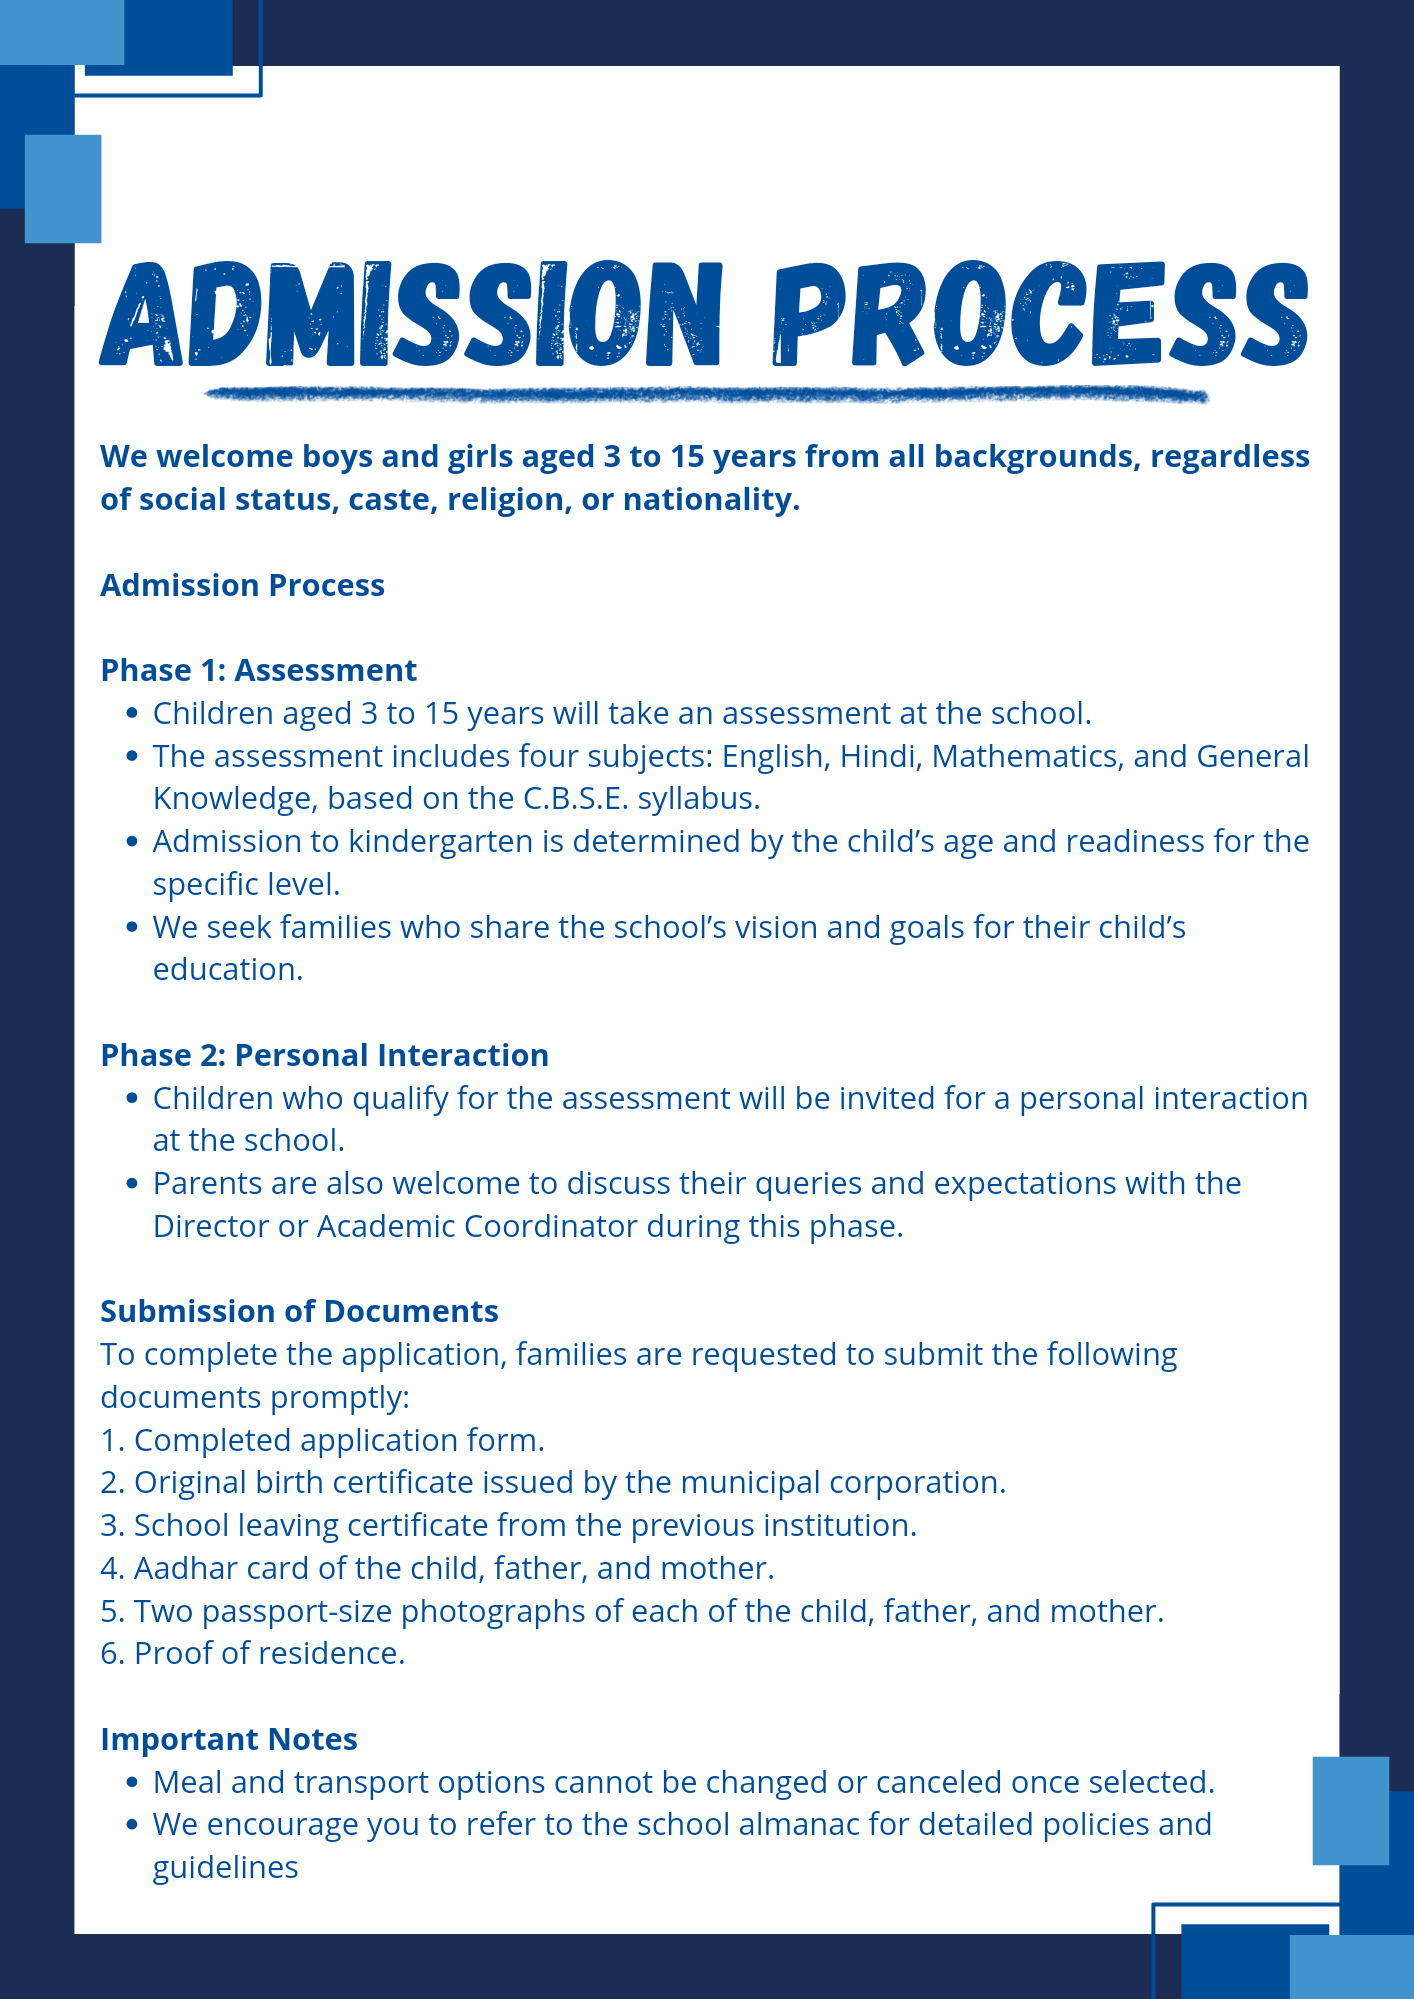 ADMISSION PROCESS
We welcome boys and girls aged 3 to 15 years from all backgrounds, regardless
of social status, caste, religion, or nationality.
Admission Process
Phase 1: Assessment
• Children aged 3 to 15 years will take an assessment at the school.
• The assessment includes four subjects: English, Hindi, Mathematics, and General
Knowledge, based on the C.B.S.E. syllabus.
• Admission to kindergarten is determined by the child’s age and readiness for the
specific level.
• We seek families who share the school’s vision and goals for their child’s
education.
Phase 2: Personal Interaction
• Children who qualify for the assessment will be invited for a personal interaction
at the school.
• Parents are also welcome to discuss their queries and expectations with the
Director or Academic Coordinator during this phase.
Submission of Documents
To complete the application, families are requested to submit the following
documents promptly:
1. Completed application form.
2. Original birth certificate issued by the municipal corporation.
3. School leaving certificate from the previous institution.
4. Aadhar card of the child, father, and mother.
5. Two passport-size photographs of each of the child, father, and mother.
6. Proof of residence.
Important Notes
• Meal and transport options cannot be changed or canceled once selected.
• We encourage you to refer to the school almanac for detailed policies and
guidelines